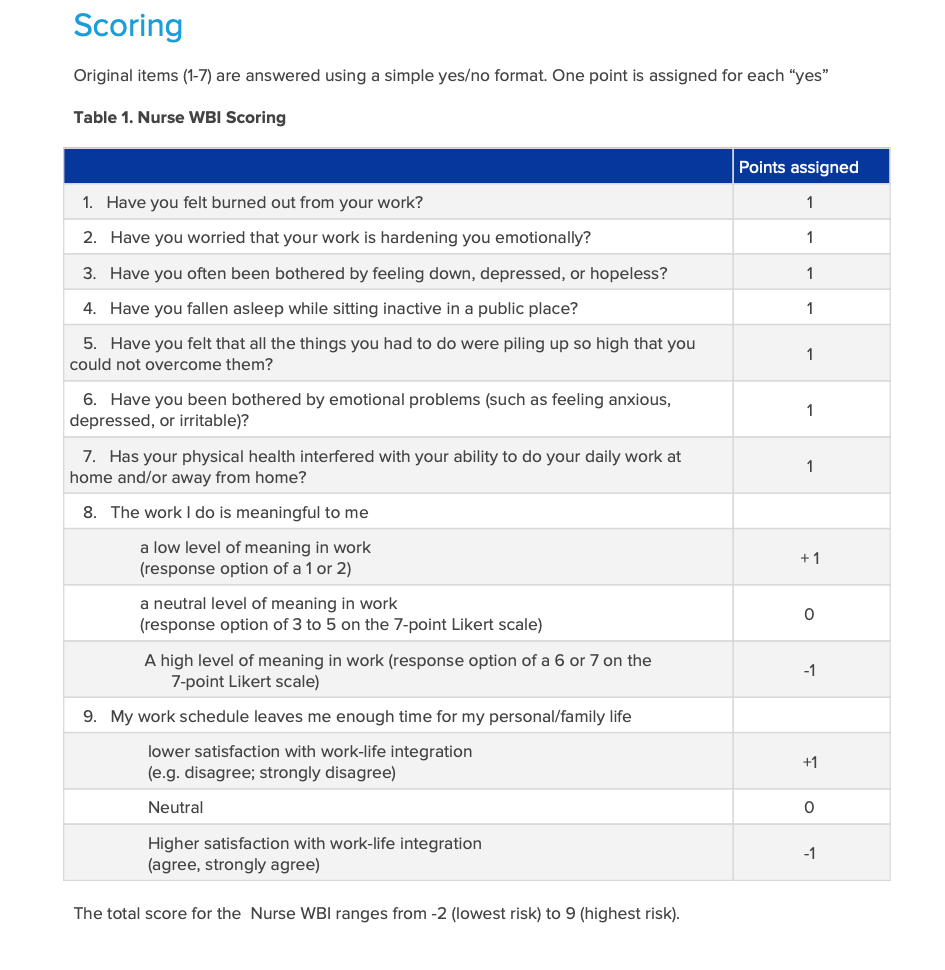 Scoring
Original items (1-7) are answered using a simple yes/no format. One point is assigned for each “yes”
Table 1. Nurse WBI Scoring
Points assigned
1. Have you felt burned out from your work? 1
2. Have you worried that your work is hardening you emotionally? 1
3. Have you often been bothered by feeling down, depressed, or hopeless? 1
4. Have you fallen asleep while sitting inactive in a public place? 1
5. Have you felt that all the things you had to do were piling up so high that you
could not overcome them? 1
6. Have you been bothered by emotional problems (such as feeling anxious,
depressed, or irritable)? 1
7. Has your physical health interfered with your ability to do your daily work at
home and/or away from home? 1
8. The work I do is meaningful to me
a low level of meaning in work
(response option of a 1 or 2) + 1
a neutral level of meaning in work
(response option of 3 to 5 on the 7-point Likert scale) 0
A high level of meaning in work (response option of a 6 or 7 on the
7-point Likert scale) -1
9. My work schedule leaves me enough time for my personal/family life
lower satisfaction with work-life integration
(e.g. disagree; strongly disagree) +1
Neutral 0
Higher satisfaction with work-life integration
(agree, strongly agree) -1
The total score for the Nurse WBI ranges from -2 (lowest risk) to 9 (highest risk).